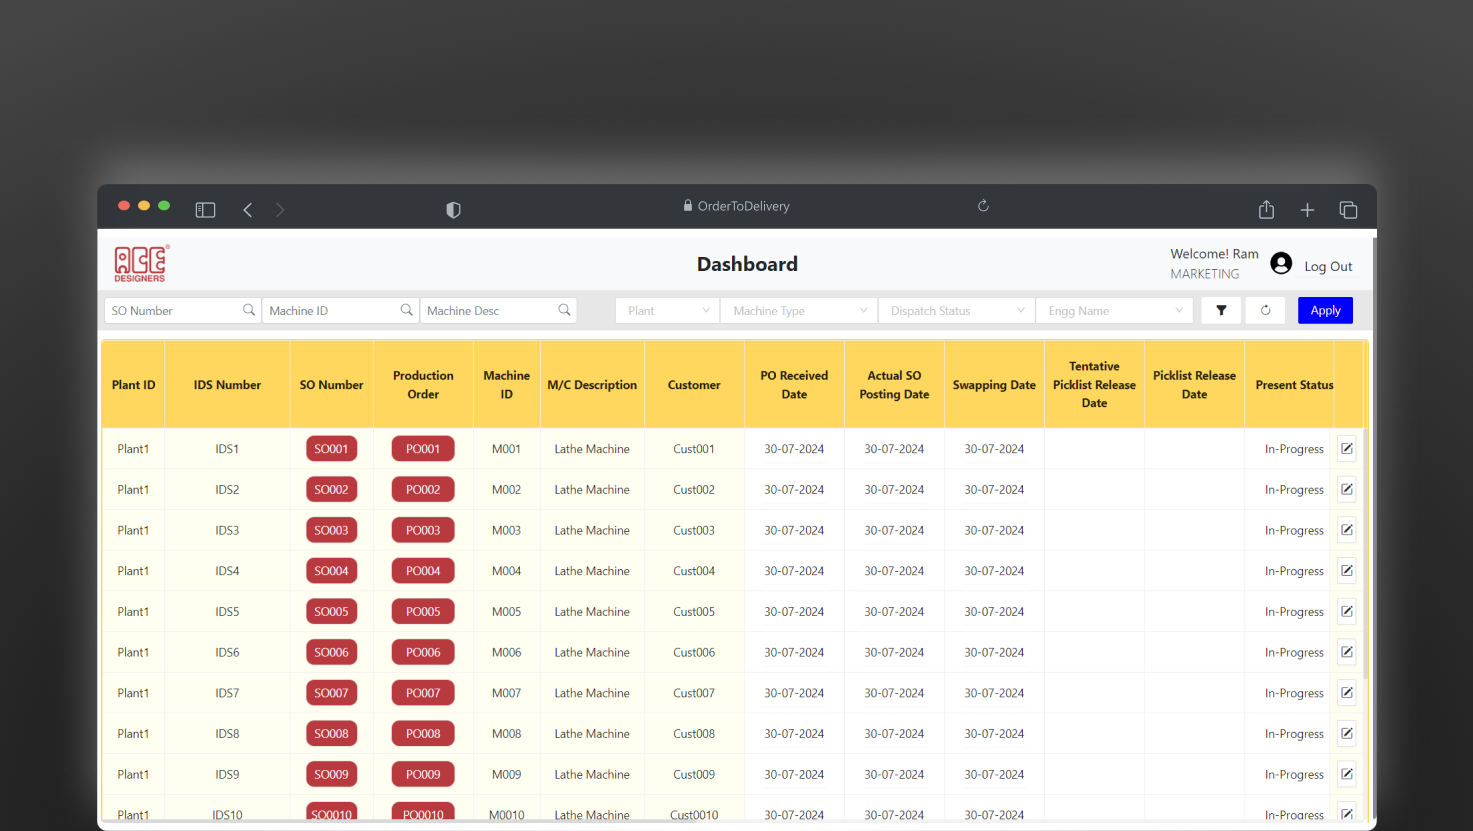 OrderToDelivery
ACE
DESIGNERS
Dashboard
Welcome! Ram
MARKETING
Log Out
SO Number
Machine ID
Machine Desc
Plant
Machine Type
Dispatch Status
Engg Name
Apply
Plant ID
IDS Number
SO Number
Production
Order
Machine
ID
M/C Description
Customer
PO Received
Date
Actual SO
Posting Date
Swapping Date
Tentative
Picklist Release
Date
Picklist Release
Date
Present Status
Plant1 IDS1 SO001 PO001 M001 Lathe Machine Cust001 30-07-2024 30-07-2024 30-07-2024 In-Progress
Plant1 IDS2 SO002 PO002 M002 Lathe Machine Cust002 30-07-2024 30-07-2024 30-07-2024 In-Progress
Plant1 IDS3 SO003 PO003 M003 Lathe Machine Cust003 30-07-2024 30-07-2024 30-07-2024 In-Progress
Plant1 IDS4 SO004 PO004 M004 Lathe Machine Cust004 30-07-2024 30-07-2024 30-07-2024 In-Progress
Plant1 IDS5 SO005 PO005 M005 Lathe Machine Cust005 30-07-2024 30-07-2024 30-07-2024 In-Progress
Plant1 IDS6 SO006 PO006 M006 Lathe Machine Cust006 30-07-2024 30-07-2024 30-07-2024 In-Progress
Plant1 IDS7 SO007 PO007 M007 Lathe Machine Cust007 30-07-2024 30-07-2024 30-07-2024 In-Progress
Plant1 IDS8 SO008 PO008 M008 Lathe Machine Cust008 30-07-2024 30-07-2024 30-07-2024 In-Progress
Plant1 IDS9 SO009 PO009 M009 Lathe Machine Cust009 30-07-2024 30-07-2024 30-07-2024 In-Progress
Plant1 IDS10 SO0010 PO0010 M0010 Lathe Machine Cust0010 30-07-2024 30-07-2024 30-07-2024 In-Progress